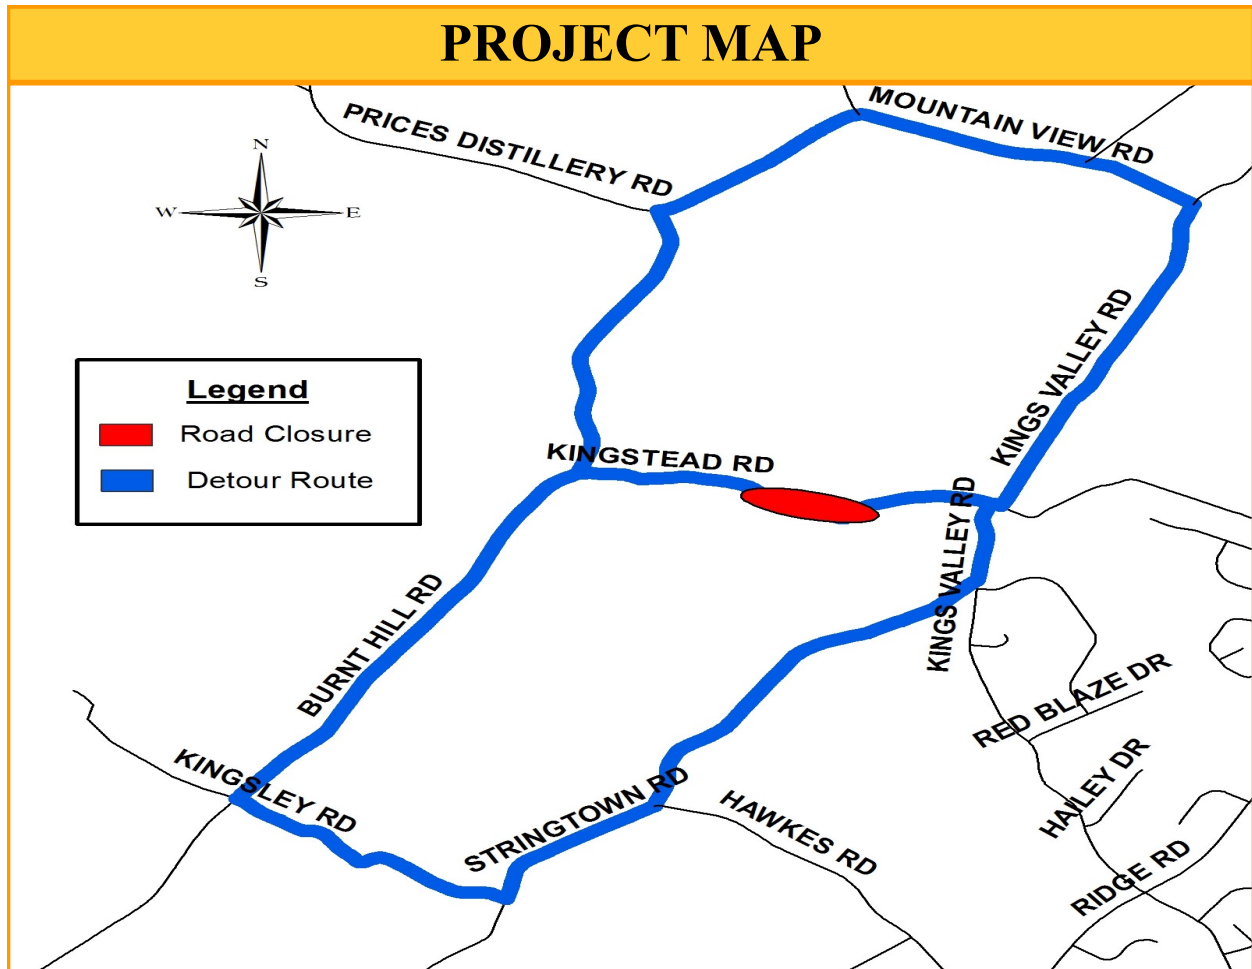 PROJECT MAP
MOUNTAIN VIEW RD
PRICES DISTILLERY RD
N
W
E
S
KINGS VALLEY RD
Legend
Road Closure
Detour Route
KINGSTEAD RD
KINGS VALLEY RD
BURNT HILL RD
RED BLAZE DR
KINGSLEY RD
STRINGTOWN RD
HAWKES RD
HAILEY DR
RIDGE RD